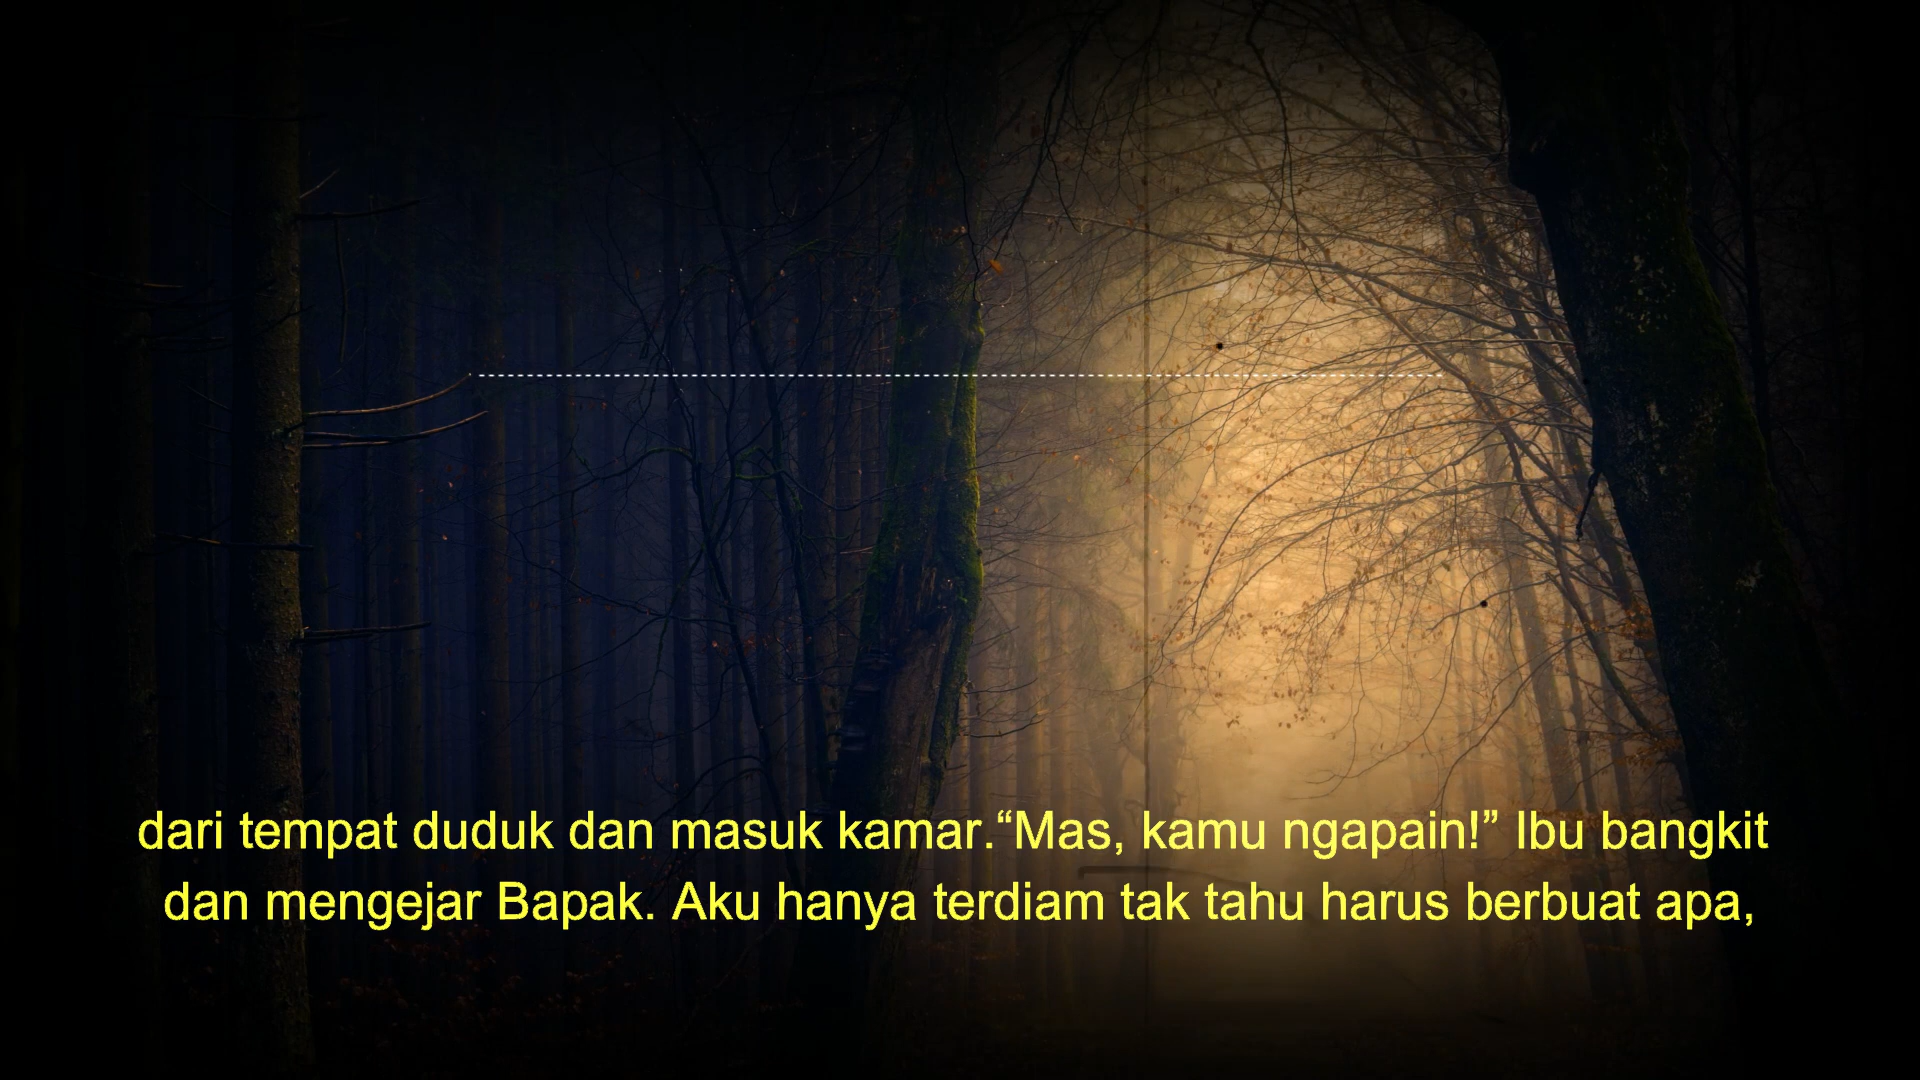 dari tempat duduk dan masuk kamar.“Mas, kamu ngapain!” Ibu bangkit
dan mengejar Bapak. Aku hanya terdiam tak tahu harus berbuat apa,